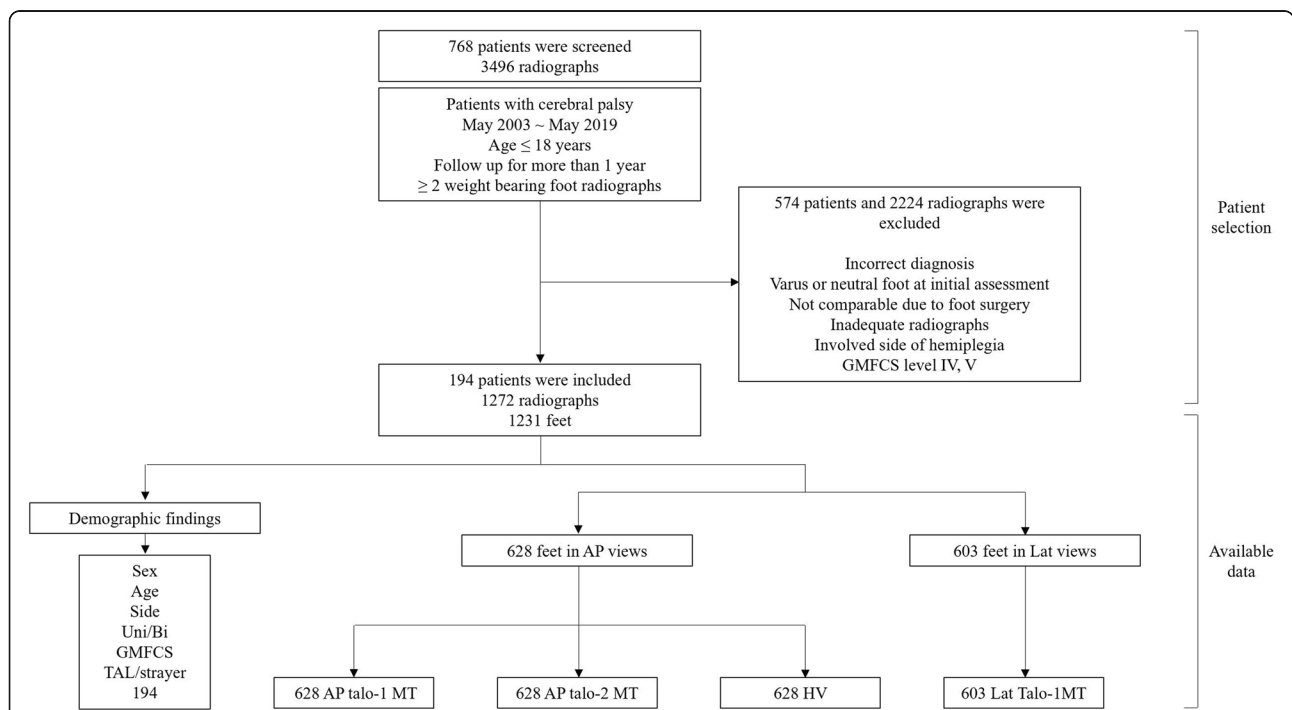 768 patients were screened
3496 radiographs
Patients with cerebral palsy
May 2003 ~ May 2019
Age ≤ 18 years
Follow up for more than 1 year
≥ 2 weight bearing foot radiographs
574 patients and 2224 radiographs were
excluded
Incorrect diagnosis
Varus or neutral foot at initial assessment
Not comparable due to foot surgery
Inadequate radiographs
Involved side of hemiplegia
GMFCS level IV, V
Patient
selection
194 patients were included
1272 radiographs
1231 feet
Demographic findings
Sex
Age
Side
Uni/Bi
GMFCS
TAL/strayer
194
628 feet in AP views
603 feet in Lat views
Available
data
628 AP talo-1 MT
628 AP talo-2 MT
628 HV
603 Lat Talo-1MT